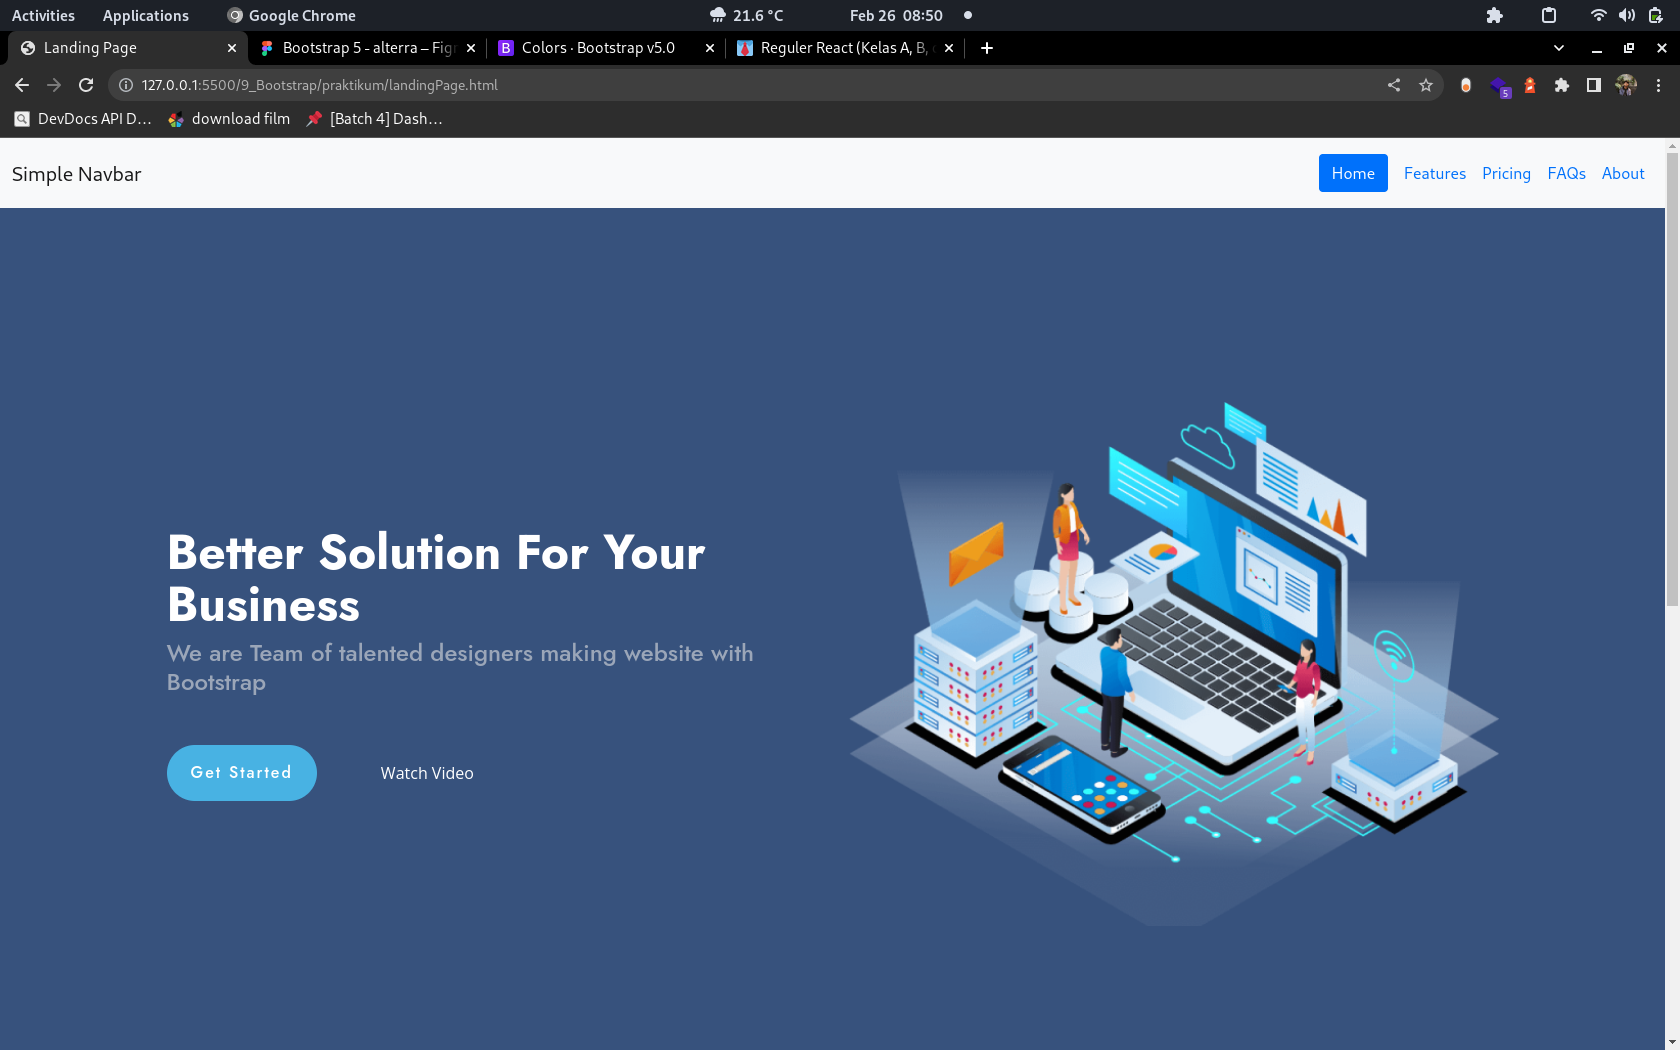 Activities Applications Google Chrome 21.6 °C Feb 26 08:50
Landing Page Bootstrap 5 - alterra – Figr Colors · Bootstrap v5.0 Reguler React (Kelas A, B,
127.0.0.1:5500/9_Bootstrap/praktikum/landingPage.html 5
DevDocs API D... download film [Batch 4] Dash...
Simple Navbar Home Features Pricing FAQs About
Better Solution For Your
Business
We are Team of talented designers making website with
Bootstrap
Get Started Watch Video